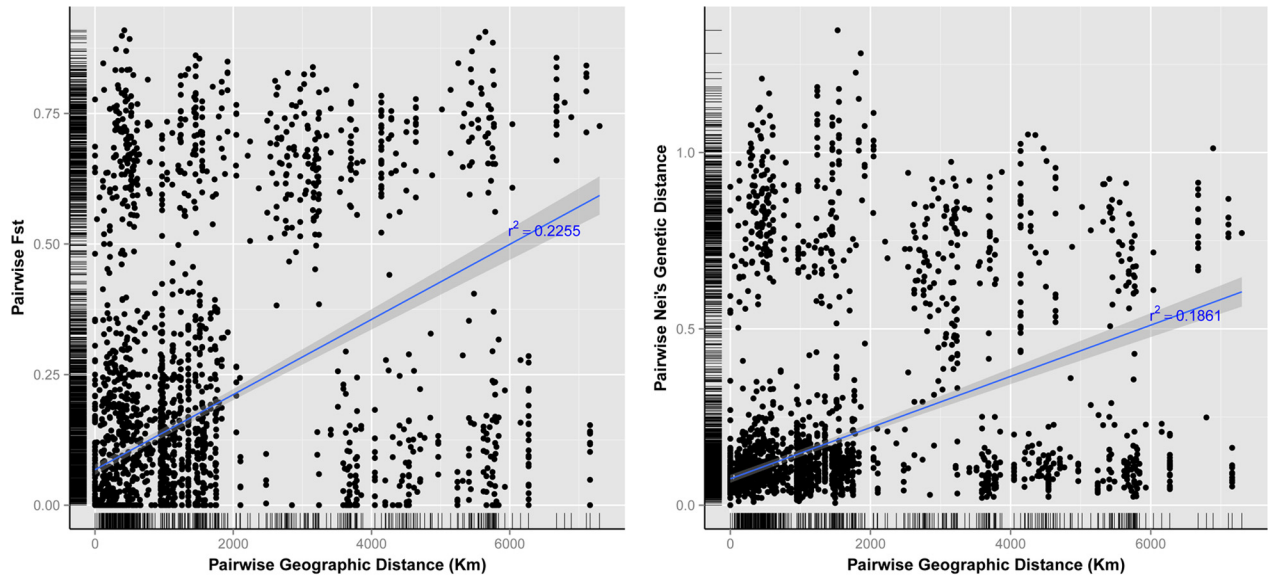 Pairwise Fst
0.75
0.50
0.25
0.00
r2 = 0.2255
0
2000
4000
6000
Pairwise Geographic Distance (Km)
Pairwise Nei's Genetic Distance
1.0
0.5
0.0
r2 = 0.1861
0
2000
4000
6000
Pairwise Geographic Distance (Km)